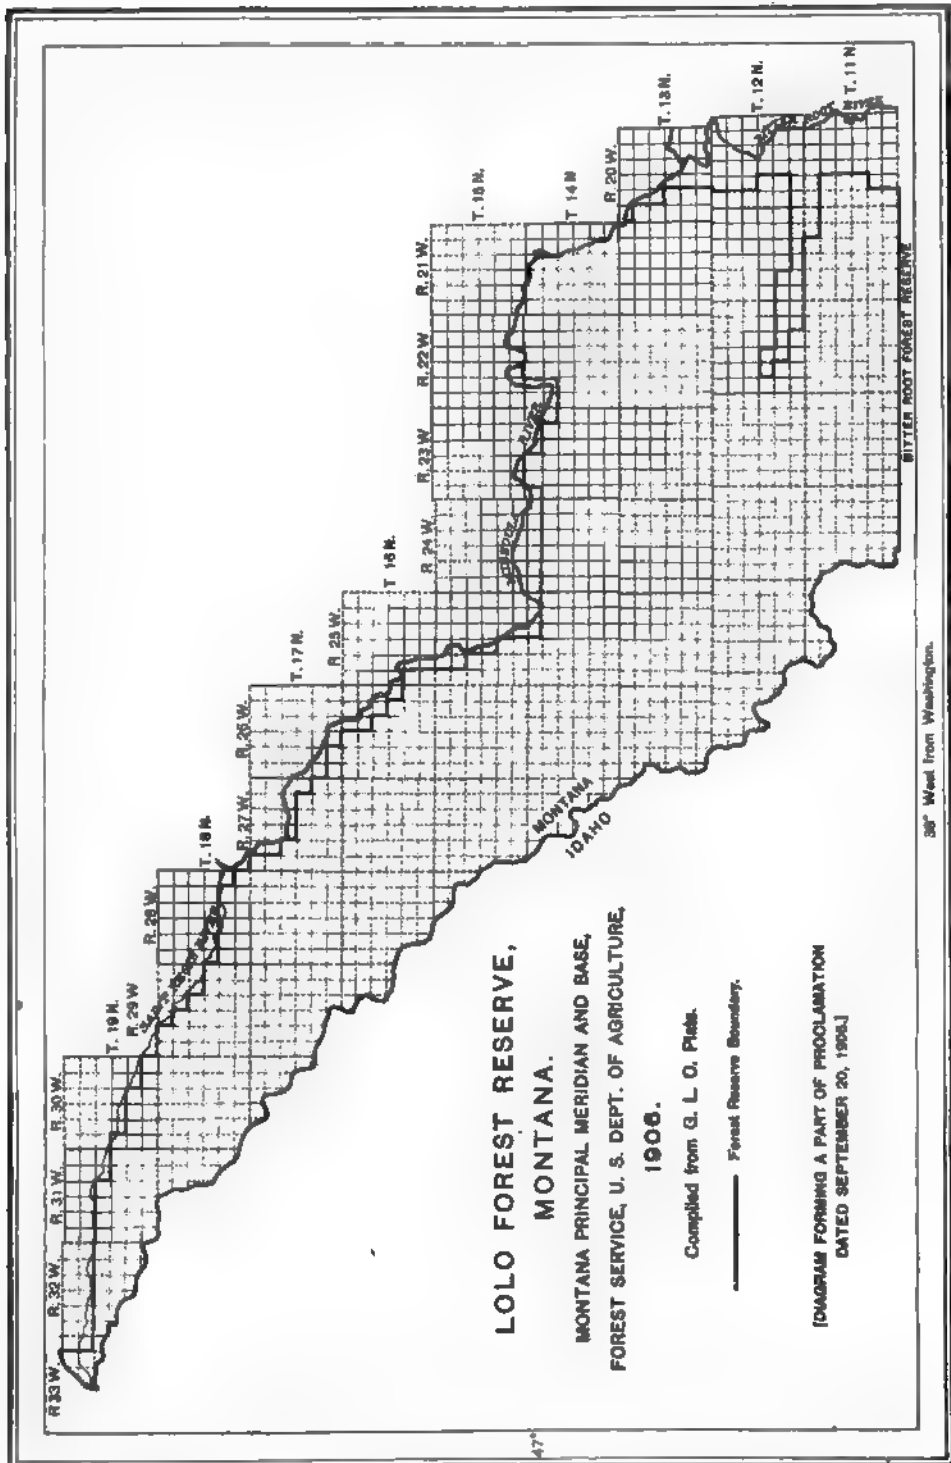 R 33 W.
R. 32 W.
R. 31 W.
R. 30 W.
T. 19 N.
R. 29 W
R. 28 W.
T. 18 N.
R. 27 W.
R. 26 W.
T. 17 N.
R. 25 W.
T 16 N.
R. 24 W.
R. 23 W
R. 22 W
R. 21 W.
T. 15 N.
T 14 N
R. 20 W.
T. 13 N.
T. 12 N.
T. 11 N.
MISSOULA
RIVER
MONTANA
IDAHO
BITTER ROOT FOREST RESERVE
LOLO FOREST RESERVE,
MONTANA.
MONTANA PRINCIPAL MERIDIAN AND BASE,
FOREST SERVICE, U. S. DEPT. OF AGRICULTURE,
1906.
Compiled from G. L. O. Plats.
Forest Reserve Boundary.
[DIAGRAM FORMING A PART OF PROCLAMATION
DATED SEPTEMBER 20, 1906.]
47°
38° West from Washington.